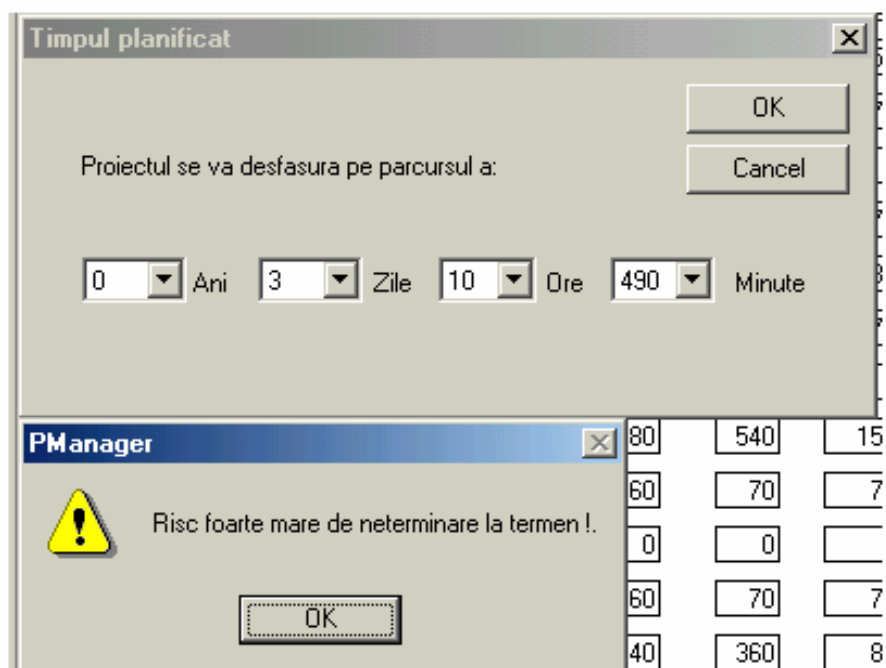 Timpul planificat
OK
Proiectul se va desfasura pe parcursul a:
Cancel
0 Ani 3 Zile 10 Ore 490 Minute
PManager
Risc foarte mare de neterminare la termen !.
OK
80 540 15
60 70 7
0 0
60 70 7
40 360 8